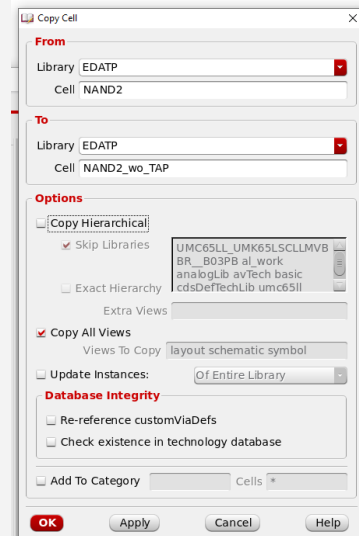 Copy Cell
From
Library EDATP
Cell NAND2
To
Library EDATP
Cell NAND2_wo_TAP
Options
Copy Hierarchical
Skip Libraries
UMC65LL_UMK65LSCLLMVB
BR__B03PB al_work
analogLib avTech basic
cdsDefTechLib umc65ll
Exact Hierarchy
Extra Views
Copy All Views
Views To Copy layout schematic symbol
Update Instances: Of Entire Library
Database Integrity
Re-reference customViaDefs
Check existence in technology database
Add To Category Cells *
OK Apply Cancel Help